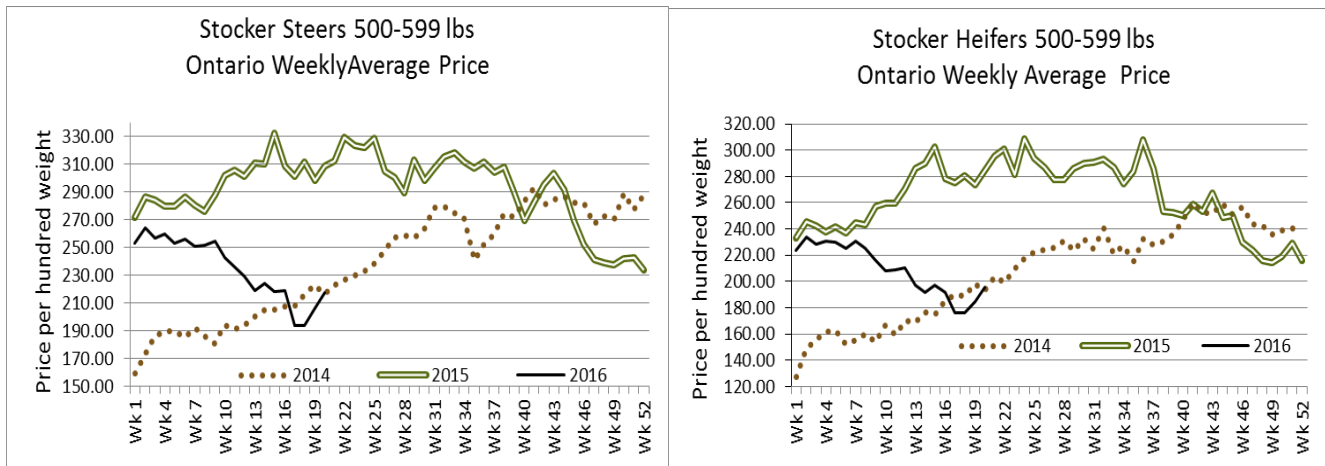 Stocker Steers 500-599 lbs
Ontario WeeklyAverage Price
Price per hundred weight
330.00
310.00
290.00
270.00
250.00
230.00
210.00
190.00
170.00
150.00
2014
2015
2016
Wk 1
Wk 4
Wk 7
Wk 10
Wk 13
Wk 16
Wk 19
Wk 22
Wk 25
Wk 28
Wk 31
Wk 34
Wk 37
Wk 40
Wk 43
Wk 46
Wk 49
Wk 52
Stocker Heifers 500-599 lbs
Ontario Weekly Average Price
Price per hundred weight
320.00
300.00
280.00
260.00
240.00
220.00
200.00
180.00
160.00
140.00
120.00
2014
2015
2016
Wk 1
Wk 4
Wk 7
Wk 10
Wk 13
Wk 16
Wk 19
Wk 22
Wk 25
Wk 28
Wk 31
Wk 34
Wk 37
Wk 40
Wk 43
Wk 46
Wk 49
Wk 52